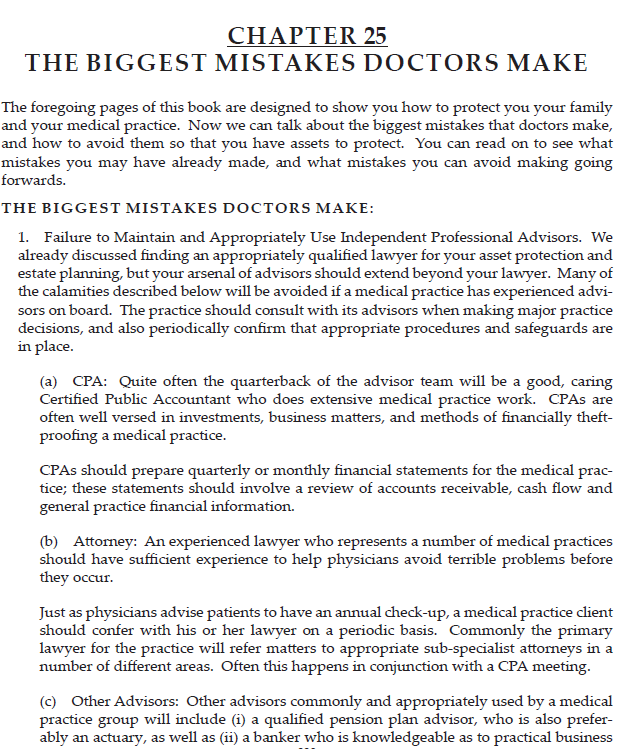 CHAPTER 25
THE BIGGEST MISTAKES DOCTORS MAKE
The foregoing pages of this book are designed to show you how to protect you your family
and your medical practice.  Now we can talk about the biggest mistakes that doctors make,
and how to avoid them so that you have assets to protect.  You can read on to see what
mistakes you may have already made, and what mistakes you can avoid making going
forwards.
THE BIGGEST MISTAKES DOCTORS MAKE:
1.  Failure to Maintain and Appropriately Use Independent Professional Advisors.  We
already discussed finding an appropriately qualified lawyer for your asset protection and
estate planning, but your arsenal of advisors should extend beyond your lawyer.  Many of
the calamities described below will be avoided if a medical practice has experienced advi-
sors on board.  The practice should consult with its advisors when making major practice
decisions, and also periodically confirm that appropriate procedures and safeguards are
in place.
(a)  CPA:  Quite often the quarterback of the advisor team will be a good, caring
Certified Public Accountant who does extensive medical practice work.  CPAs are
often well versed in investments, business matters, and methods of financially theft-
proofing a medical practice.
CPAs should prepare quarterly or monthly financial statements for the medical prac-
tice; these statements should involve a review of accounts receivable, cash flow and
general practice financial information.
(b)  Attorney:  An experienced lawyer who represents a number of medical practices
should have sufficient experience to help physicians avoid terrible problems before
they occur.
Just as physicians advise patients to have an annual check-up, a medical practice client
should confer with his or her lawyer on a periodic basis.  Commonly the primary
lawyer for the practice will refer matters to appropriate sub-specialist attorneys in a
number of different areas.  Often this happens in conjunction with a CPA meeting.
(c)  Other Advisors:  Other advisors commonly and appropriately used by a medical
practice group will include (i) a qualified pension plan advisor, who is also prefer-
ably an actuary, as well as (ii) a banker who is knowledgeable as to practical business